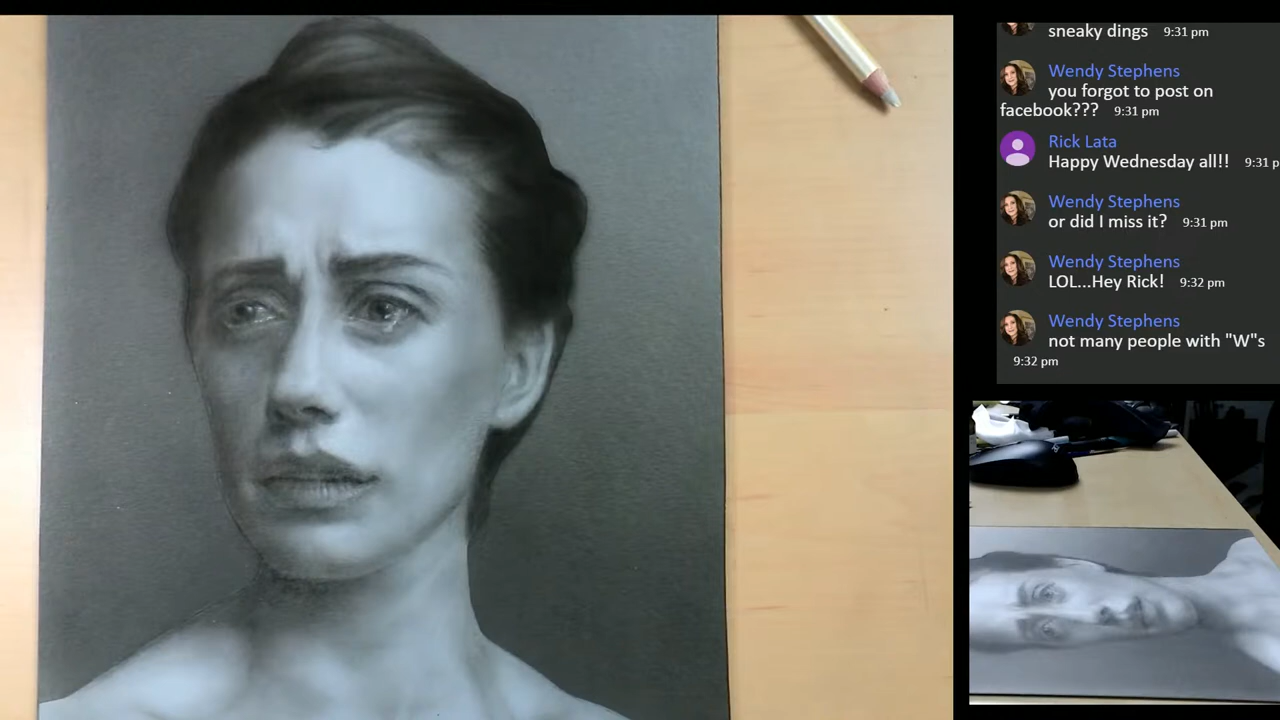 sneaky dings 9:31 pm
Wendy Stephens
you forgot to post on
facebook??? 9:31 pm
Rick Lata
Happy Wednesday all!! 9:31 p
Wendy Stephens
or did I miss it? 9:31 pm
Wendy Stephens
LOL...Hey Rick! 9:32 pm
Wendy Stephens
not many people with "W"s
9:32 pm